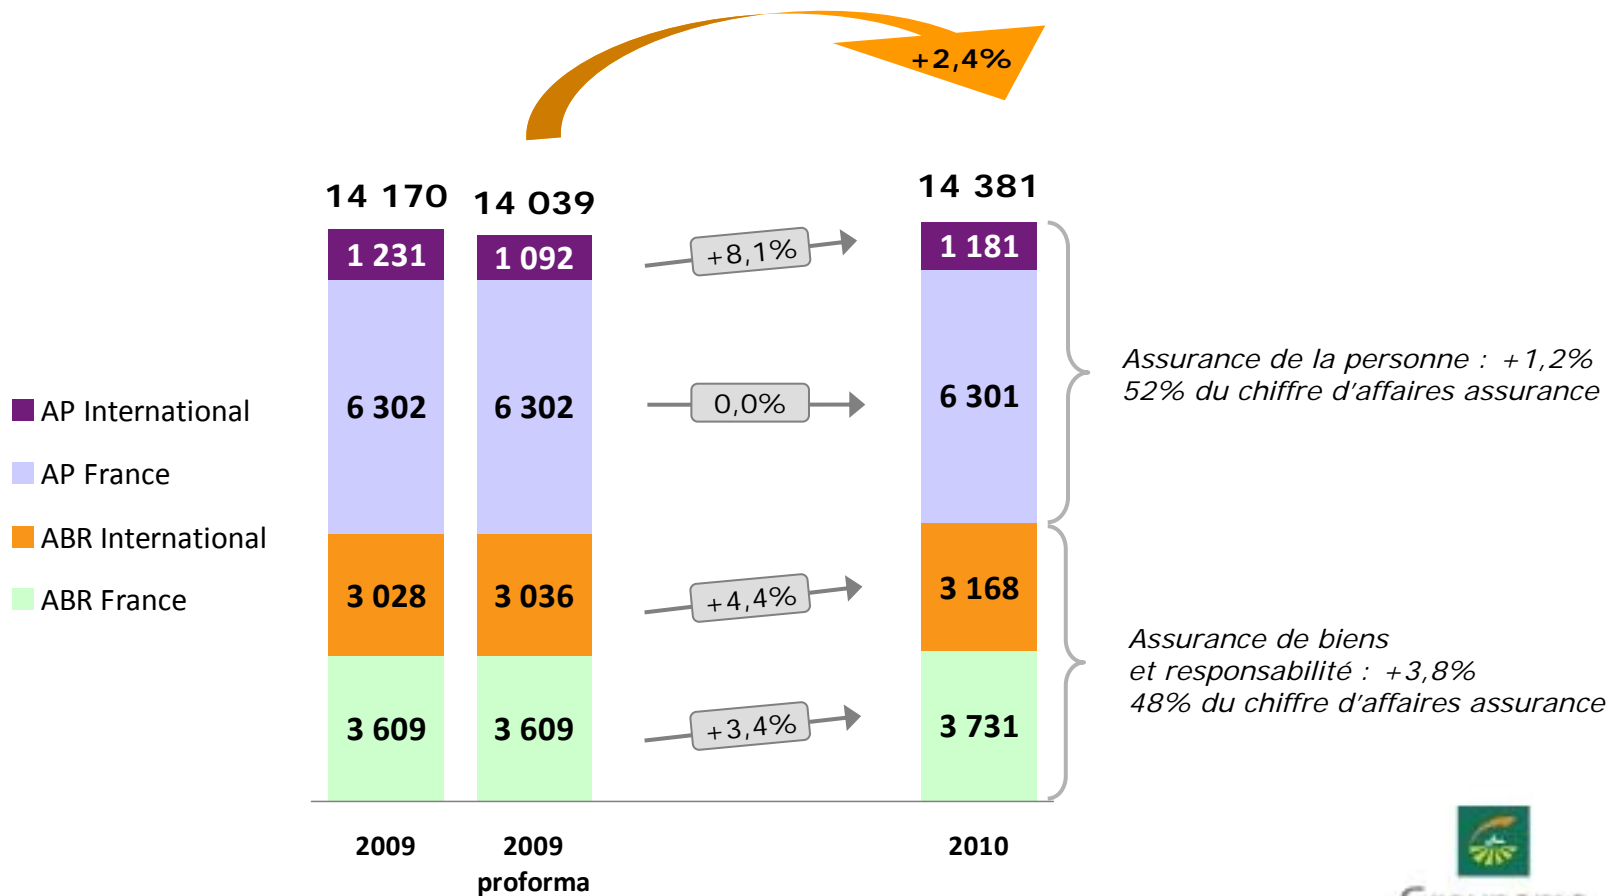 +2,4%
14 170
14 039
14 381
1 231
1 092
+8,1%
1 181
6 302
6 302
0,0%
6 301
Assurance de la personne : +1,2%
52% du chiffre d'affaires assurance
AP International
AP France
ABR International
ABR France
3 028
3 036
+4,4%
3 168
Assurance de biens
et responsabilité : +3,8%
48% du chiffre d'affaires assurance
3 609
3 609
+3,4%
3 731
2009
2009
proforma
2010